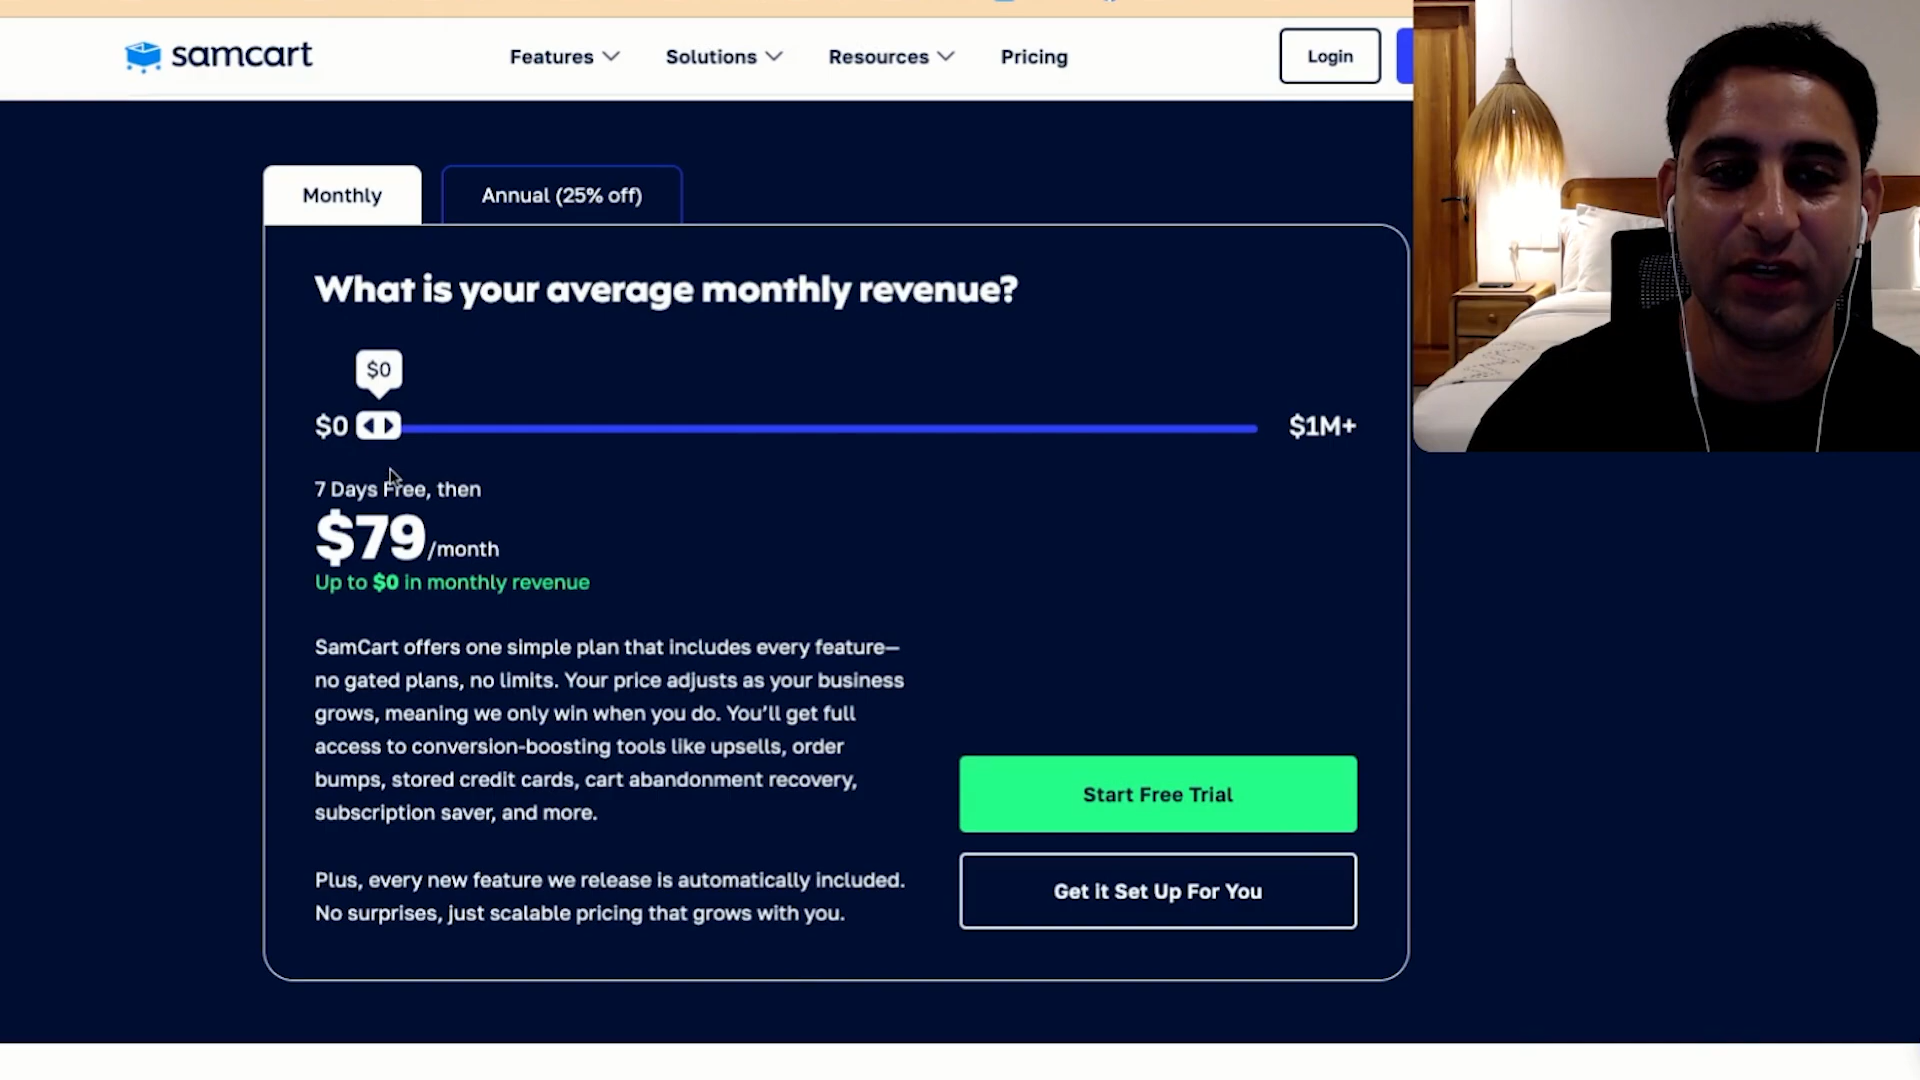 samcart
Features
Solutions
Resources
Pricing
Login
Monthly
Annual (25% off)
What is your average monthly revenue?
$0
$0
$1M+
7 Days Free, then
$79/month
Up to $0 in monthly revenue
SamCart offers one simple plan that includes every feature—
no gated plans, no limits. Your price adjusts as your business
grows, meaning we only win when you do. You’ll get full
access to conversion-boosting tools like upsells, order
bumps, stored credit cards, cart abandonment recovery,
subscription saver, and more.
Plus, every new feature we release is automatically included.
No surprises, just scalable pricing that grows with you.
Start Free Trial
Get it Set Up For You